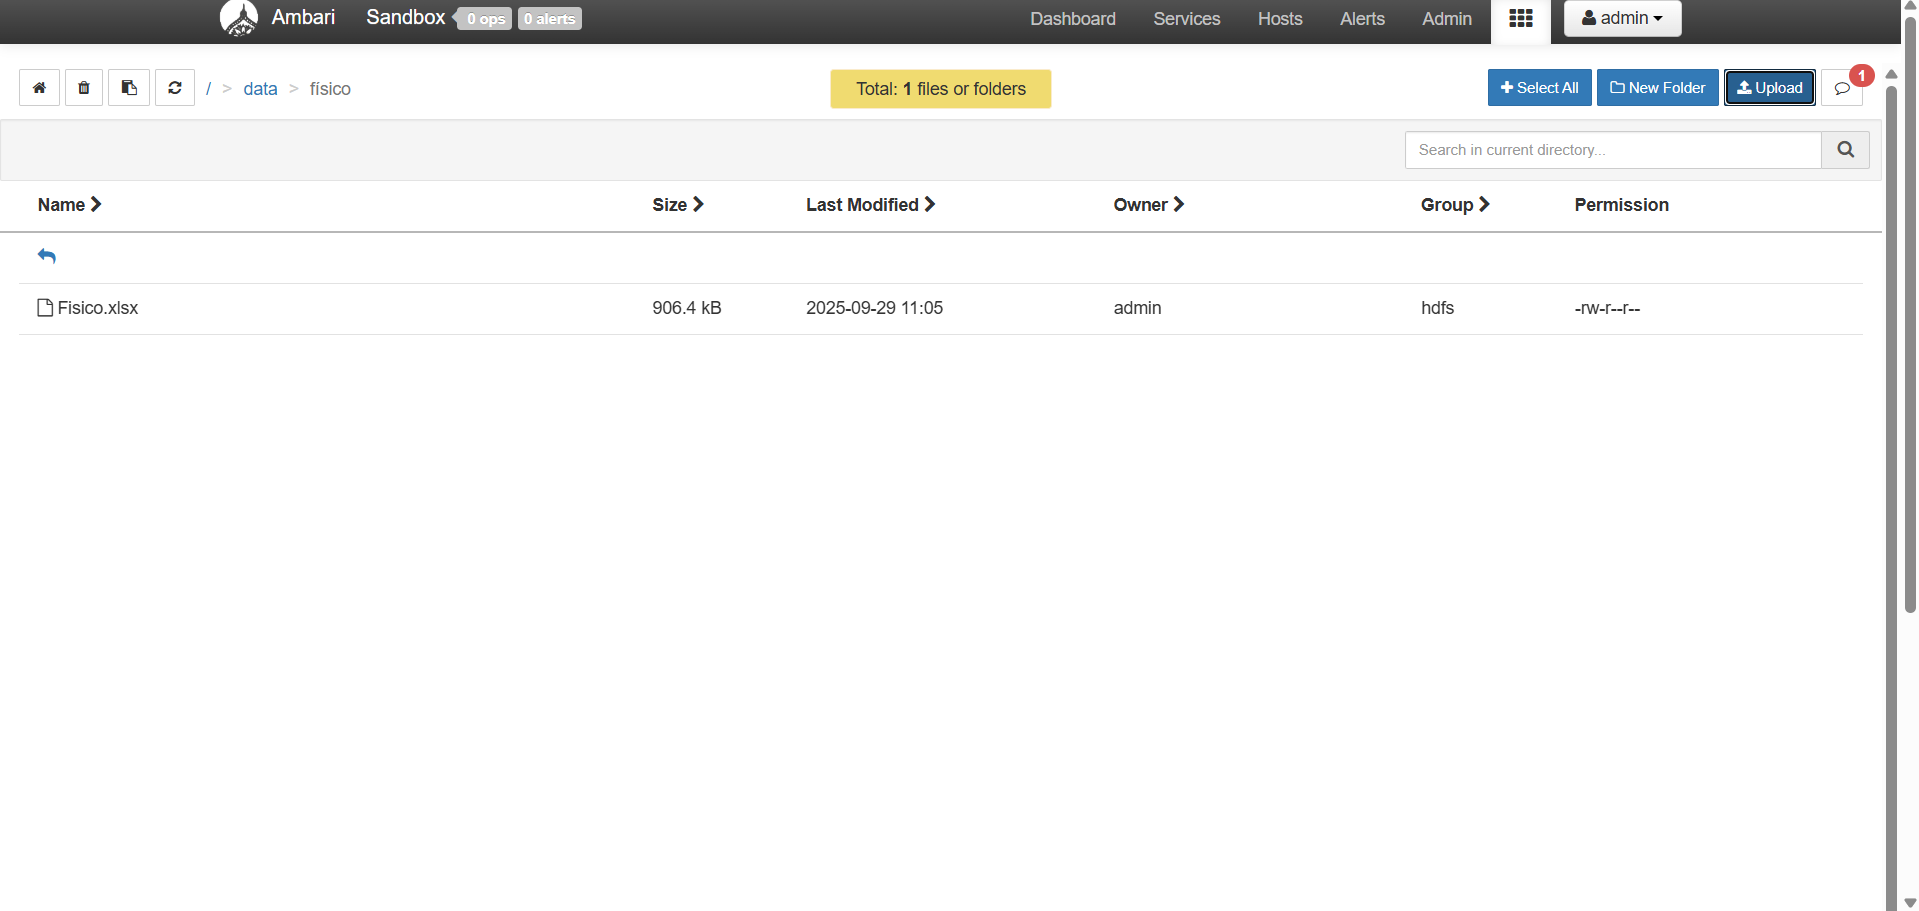 Ambari Sandbox 0 ops 0 alerts Dashboard Services Hosts Alerts Admin admin
/ > data > físico Total: 1 files or folders Select All New Folder Upload 1
Search in current directory...
Name Size Last Modified Owner Group Permission
Fisico.xlsx 906.4 kB 2025-09-29 11:05 admin hdfs -rw-r--r--